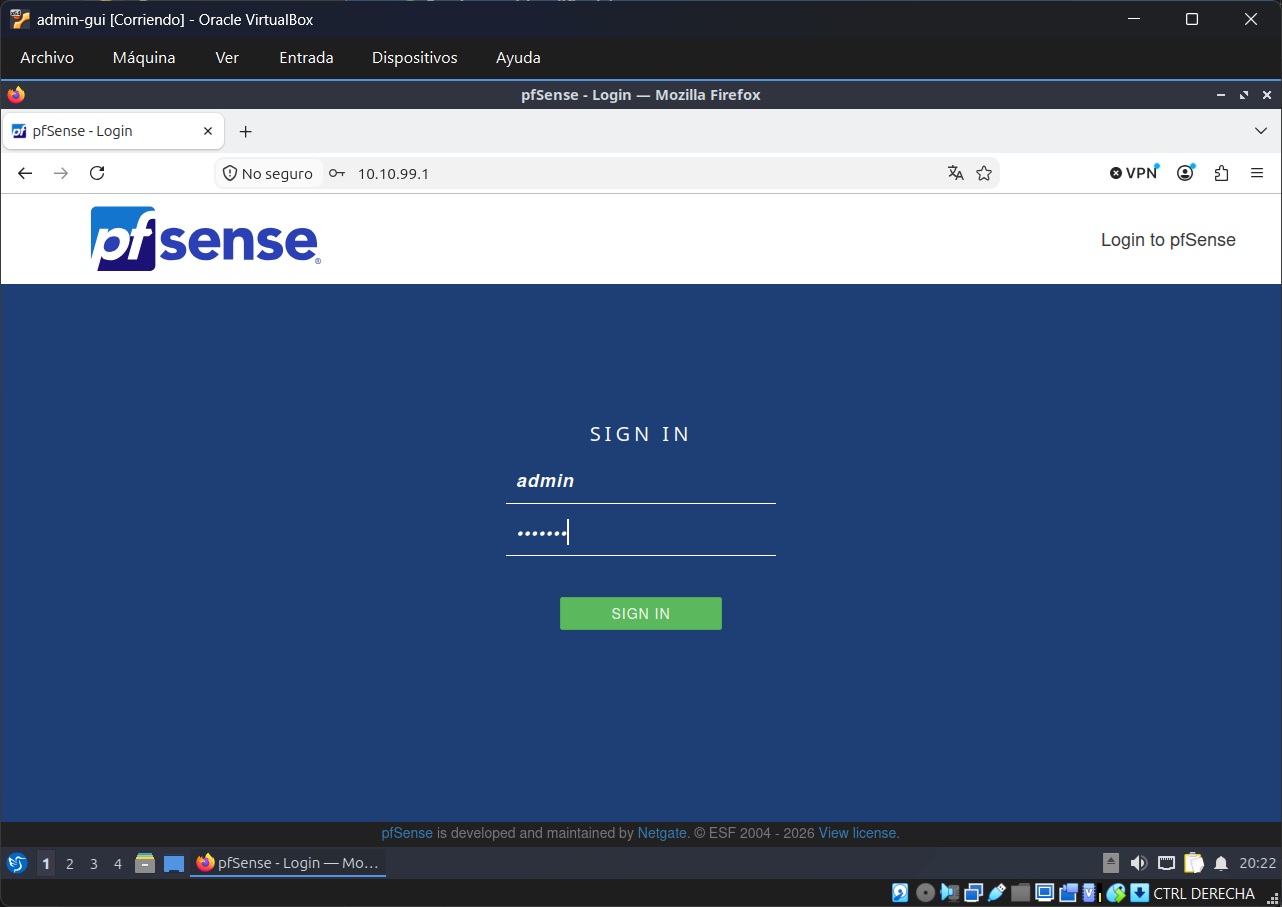 admin-gui [Corriendo] - Oracle VirtualBox
Archivo Máquina Ver Entrada Dispositivos Ayuda
pfSense - Login — Mozilla Firefox
pfSense - Login
No seguro 10.10.99.1 VPN
pfsense®
Login to pfSense
SIGN IN
admin
•••••••
SIGN IN
pfSense is developed and maintained by Netgate. © ESF 2004 - 2026 View license.
1 2 3 4 pfSense - Login — Mo... 20:22
CTRL DERECHA